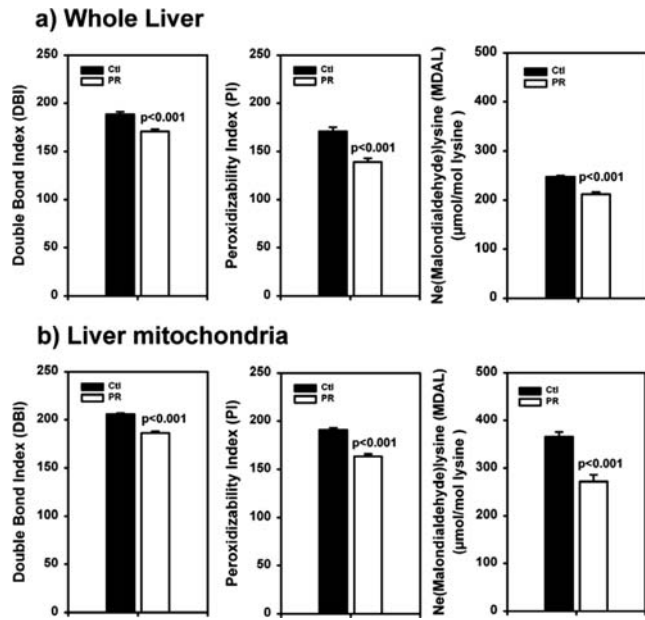 a) Whole Liver
Double Bond Index (DBI)
250
200
150
100
50
0
Ctl
PR
p<0.001
Peroxidizability Index (PI)
250
200
150
100
50
0
Ctl
PR
p<0.001
Ne(Malondialdehyde)lysine (MDAL)
(µmol/mol lysine )
500
400
300
200
100
0
Ctl
PR
p<0.001
b) Liver mitochondria
Double Bond Index (DBI)
250
200
150
100
50
0
Ctl
PR
p<0.001
Peroxidizability Index (PI)
250
200
150
100
50
0
Ctl
PR
p<0.001
Ne(Malondialdehyde)lysine (MDAL)
(µmol/mol lysine )
500
400
300
200
100
0
Ctl
PR
p<0.001